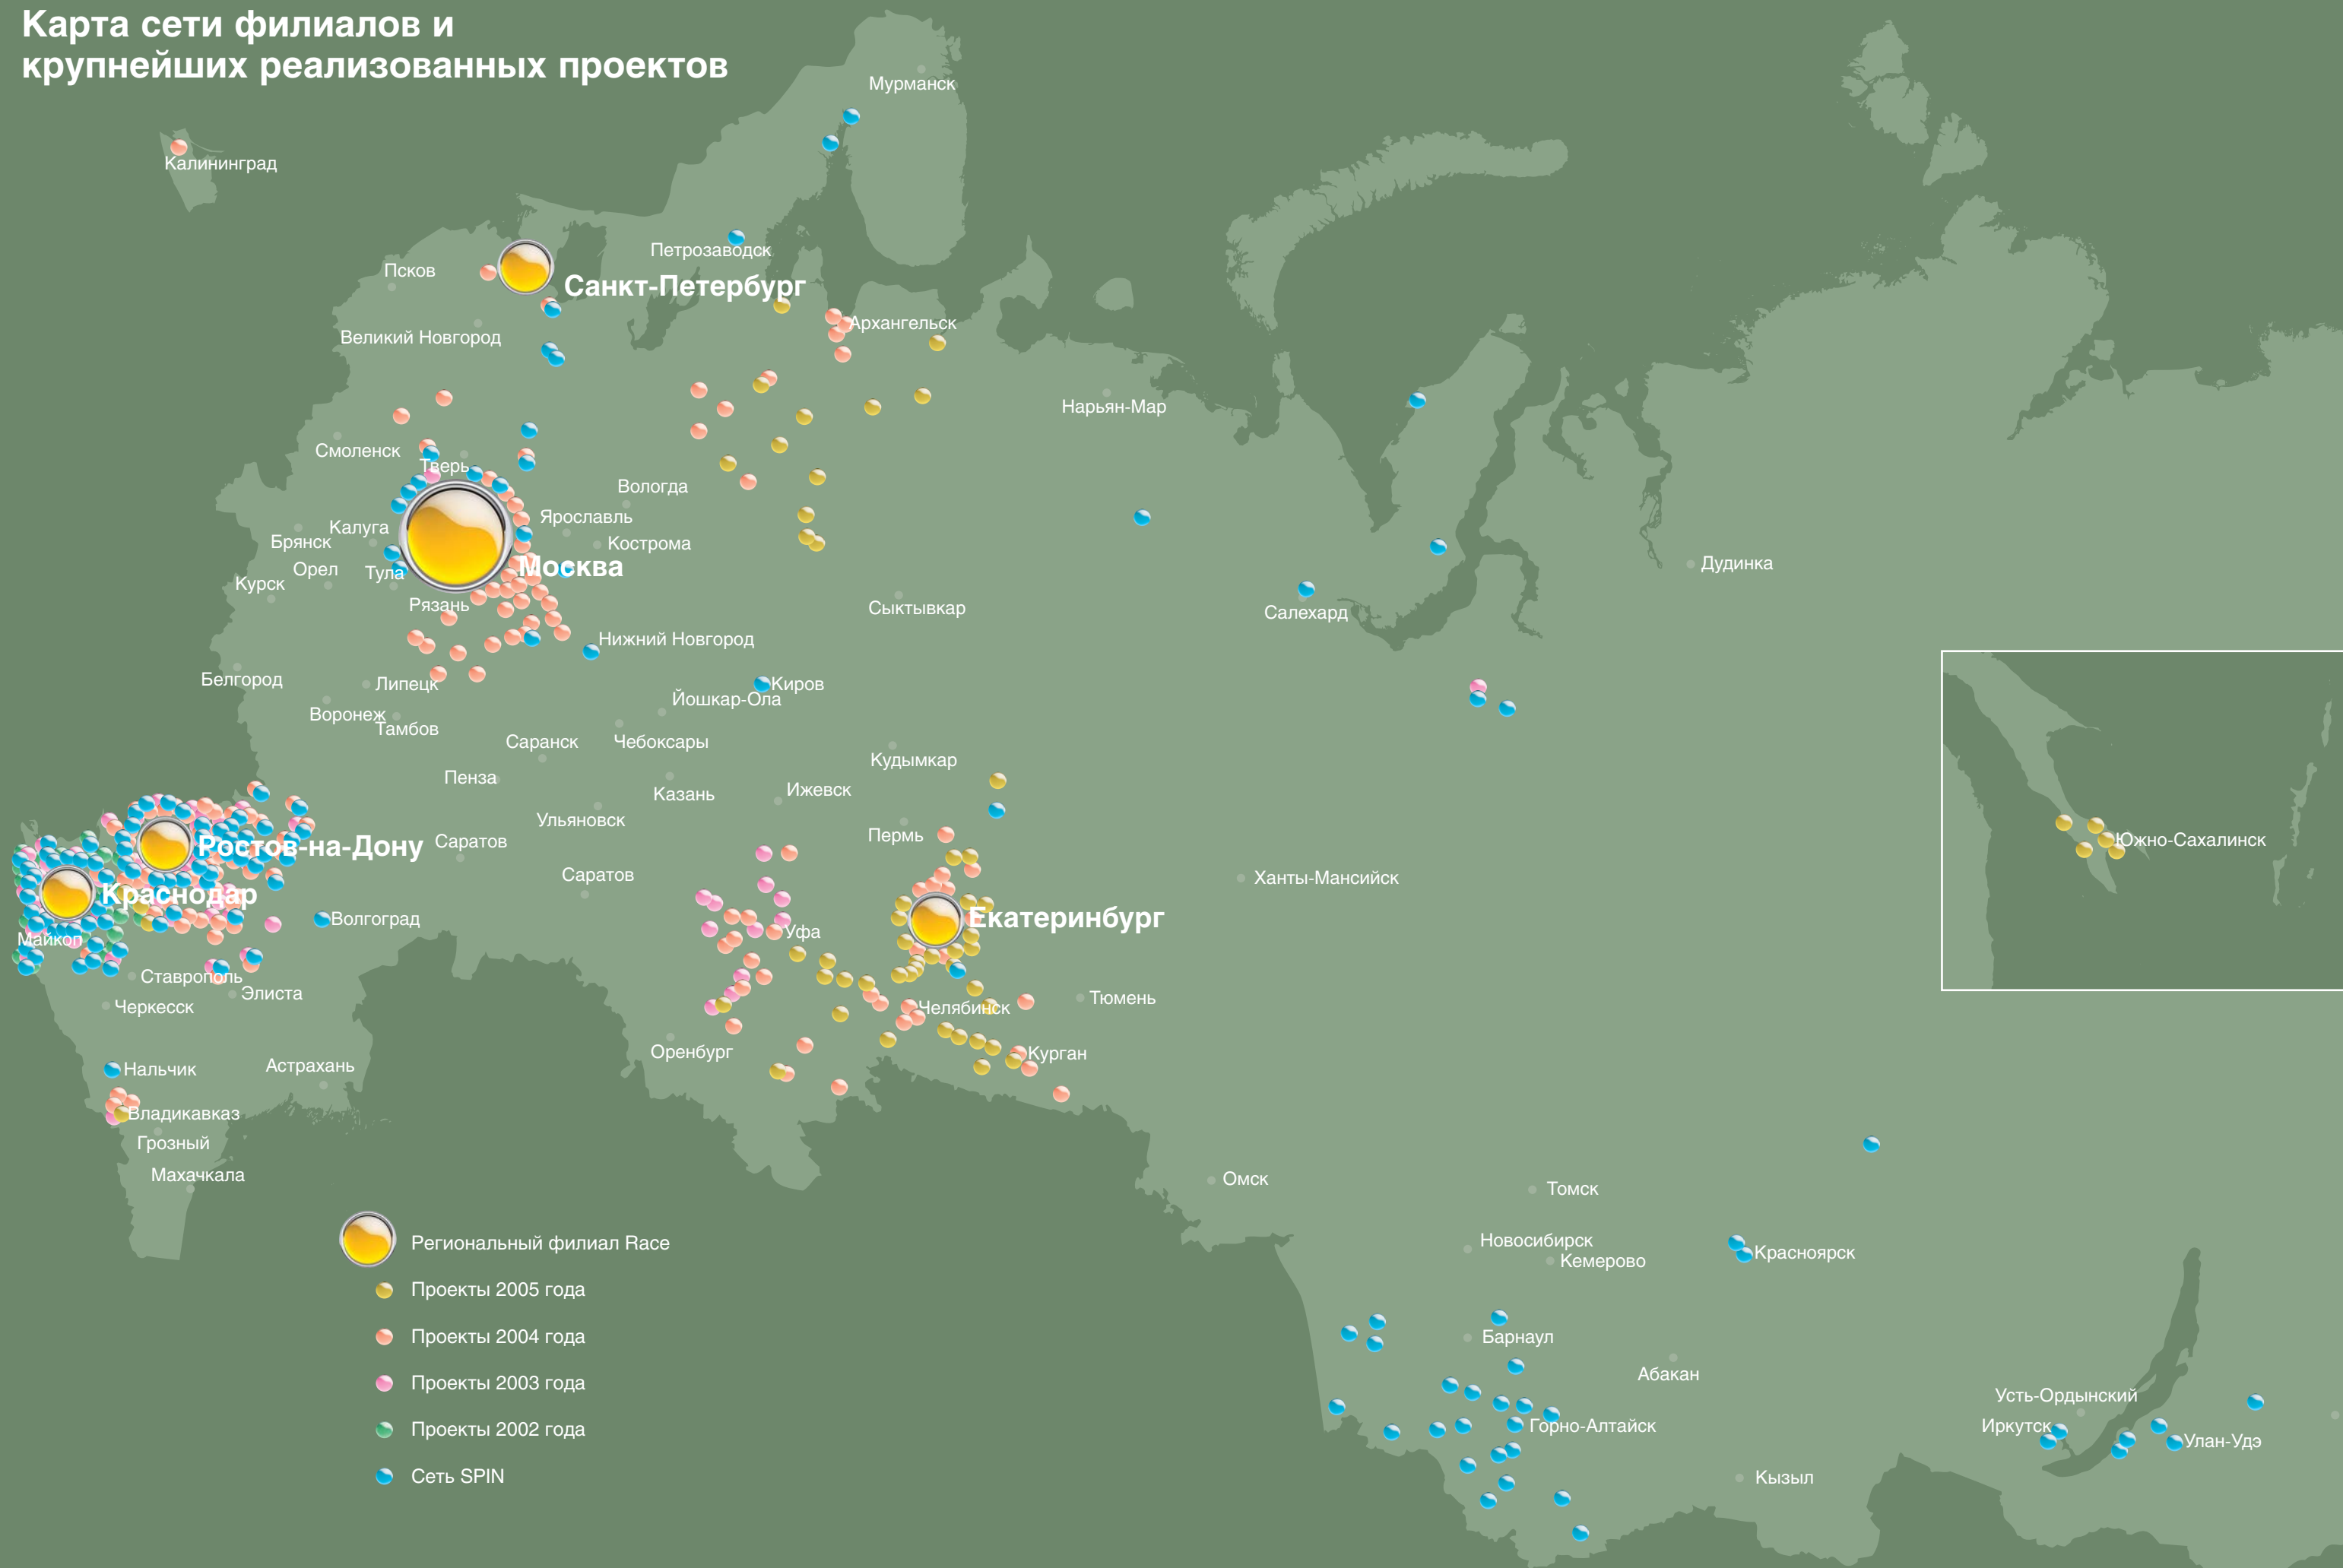 Карта сети филиалов и
крупнейших реализованных проектов
Мурманск
Калининград
Петрозаводск
Псков
Санкт-Петербург
Великий Новгород
Архангельск
Нарьян-Мар
Смоленск
Тверь
Вологда
Ярославль
Калуга
Брянск
Кострома
Москва
Орел
Тула
Курск
Дудинка
Рязань
Сыктывкар
Салехард
Нижний Новгород
Белгород
Липецк
Киров
Йошкар-Ола
Воронеж
Тамбов
Саранск
Чебоксары
Кудымкар
Пенза
Казань
Ижевск
Ульяновск
Пермь
Саратов
Ростов-на-Дону
Южно-Сахалинск
Саратов
Ханты-Мансийск
Краснодар
Волгоград
Екатеринбург
Уфа
Майкоп
Ставрополь
Элиста
Черкесск
Челябинск
Тюмень
Оренбург
Курган
Нальчик
Астрахань
Владикавказ
Грозный
Махачкала
Омск
Томск
Новосибирск
Кемерово
Красноярск
Барнаул
Абакан
Горно-Алтайск
Усть-Ордынский
Иркутск
Улан-Удэ
Кызыл
Региональный филиал Race
Проекты 2005 года
Проекты 2004 года
Проекты 2003 года
Проекты 2002 года
Сеть SPIN